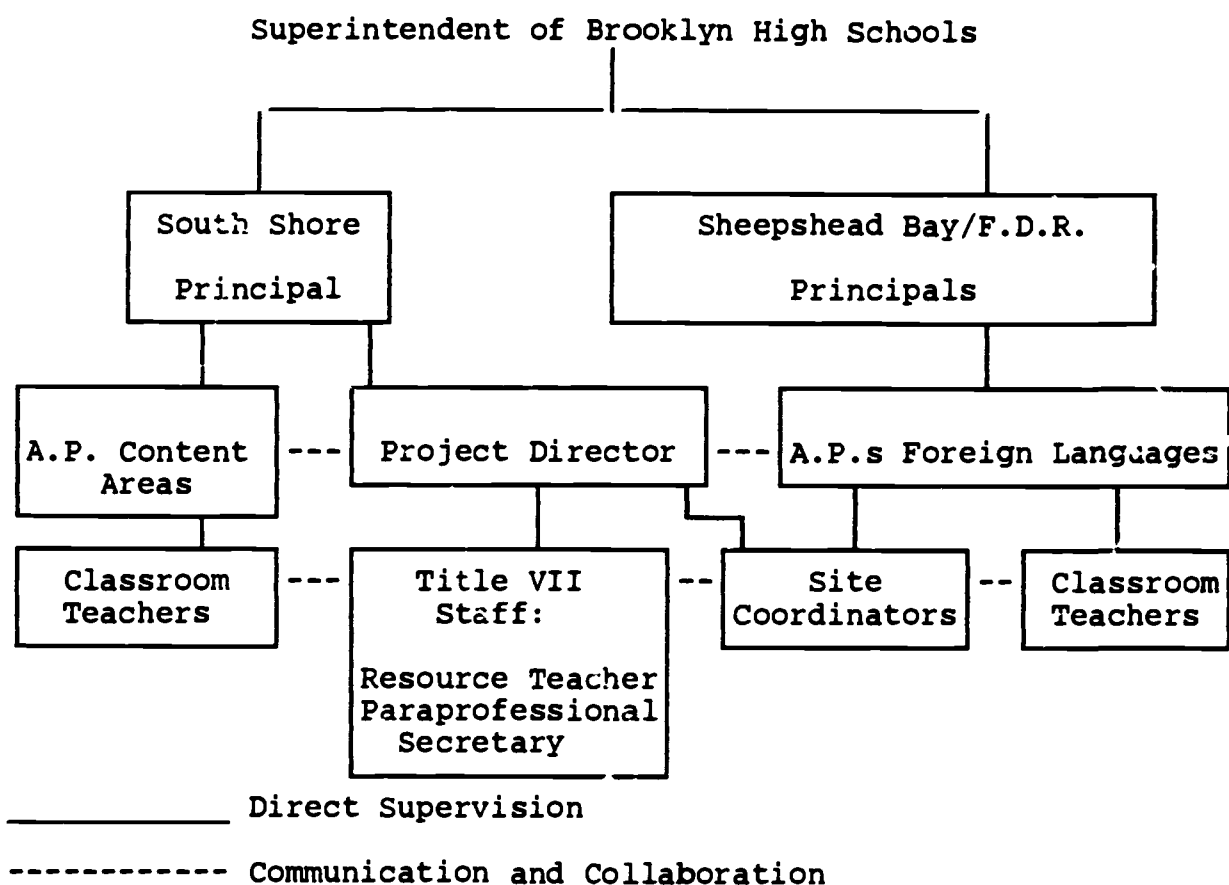 Superintendent of Brooklyn High Schools
South Shore
Principal
Sheepshead Bay/F.D.R.
Principals
A.P. Content
Areas
Project Director
A.P.s Foreign Languages
Classroom
Teachers
Title VII
Staff:
Resource Teacher
Paraprofessional
Secretary
Site
Coordinators
Classroom
Teachers
Direct Supervision
Communication and Collaboration